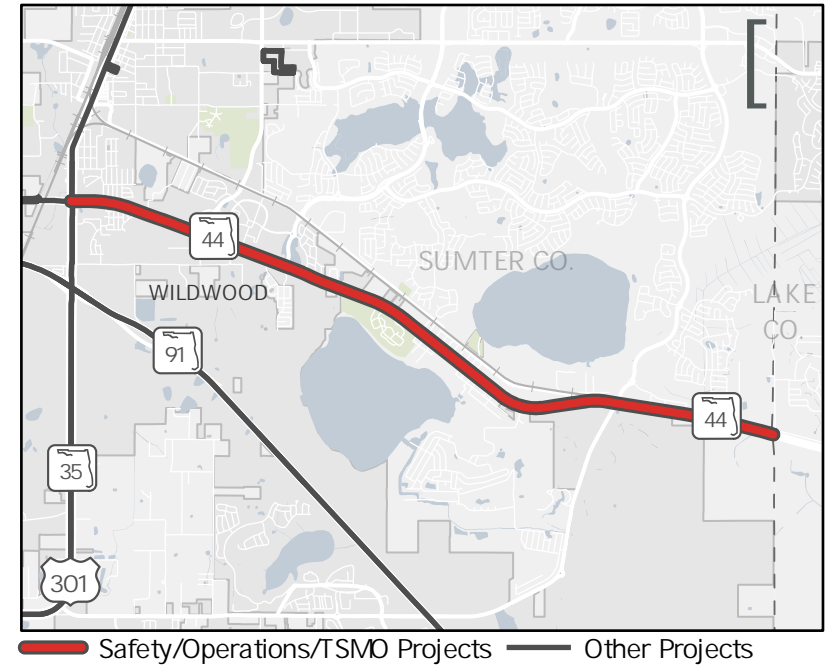 44
SUMTER CO.
WILDWOOD
LAKE
CO.
91
44
35
301
Safety/Operations/TSMO Projects
Other Projects